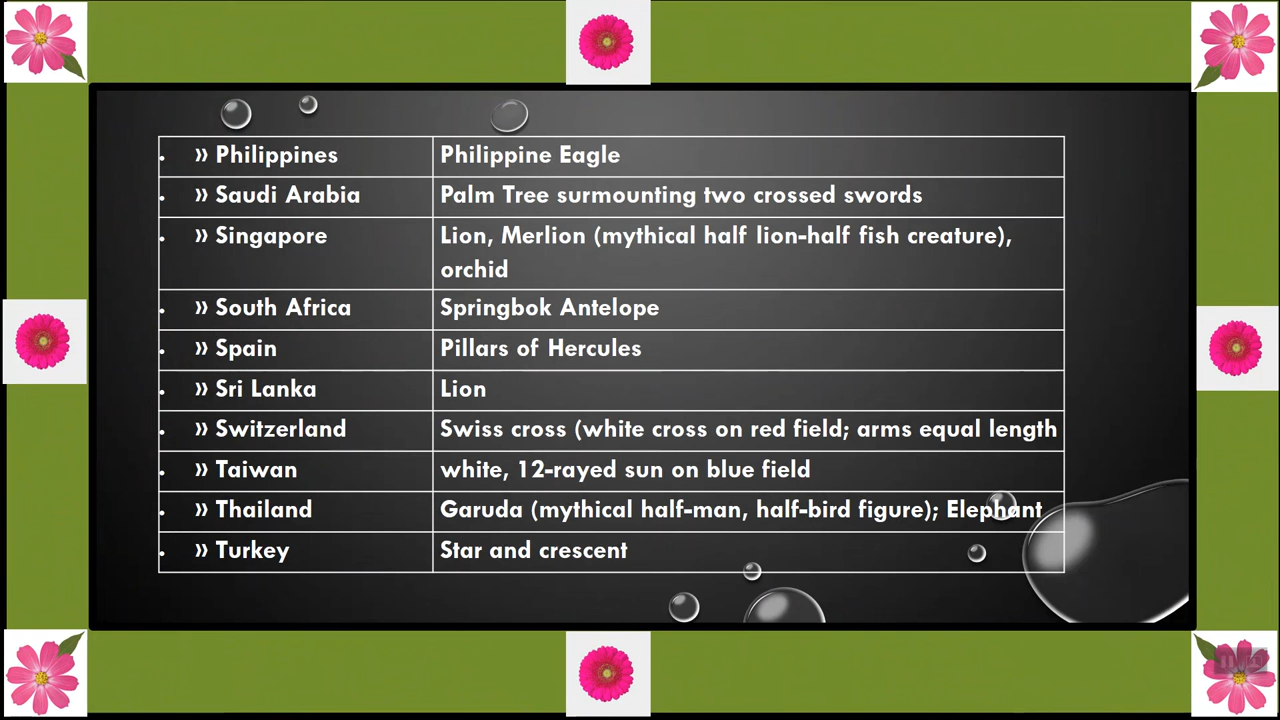 • » Philippines Philippine Eagle
• » Saudi Arabia Palm Tree surmounting two crossed swords
• » Singapore Lion, Merlion (mythical half lion-half fish creature),
orchid
• » South Africa Springbok Antelope
• » Spain Pillars of Hercules
• » Sri Lanka Lion
• » Switzerland Swiss cross (white cross on red field; arms equal length
• » Taiwan white, 12-rayed sun on blue field
• » Thailand Garuda (mythical half-man, half-bird figure); Elephant
• » Turkey Star and crescent